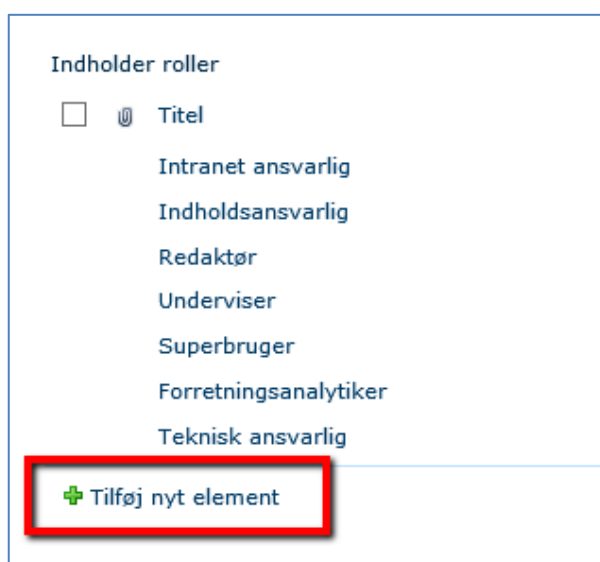 Indholder roller
Titel
Intranet ansvarlig
Indholdsansvarlig
Redaktør
Underviser
Superbruger
Forretningsanalytiker
Teknisk ansvarlig
Tilføj nyt element